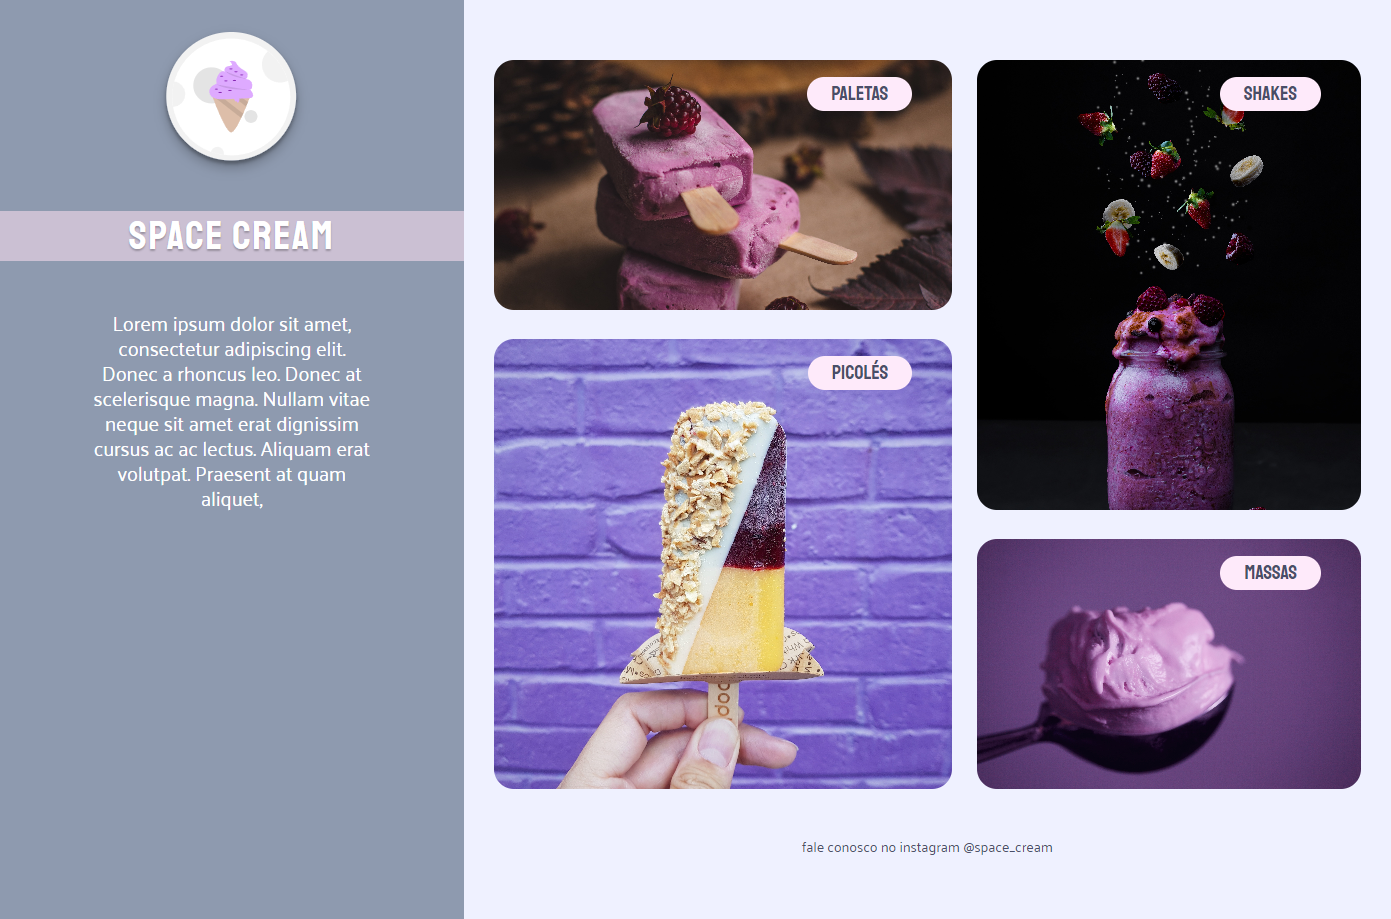 SPACE CREAM
Lorem ipsum dolor sit amet,
consectetur adipiscing elit.
Donec a rhoncus leo. Donec at
scelerisque magna. Nullam vitae
neque sit amet erat dignissim
cursus ac ac lectus. Aliquam erat
volutpat. Praesent at quam
aliquet,
PALETAS
SHAKES
PICOLÉS
MASSAS
fale conosco no instagram @space_cream